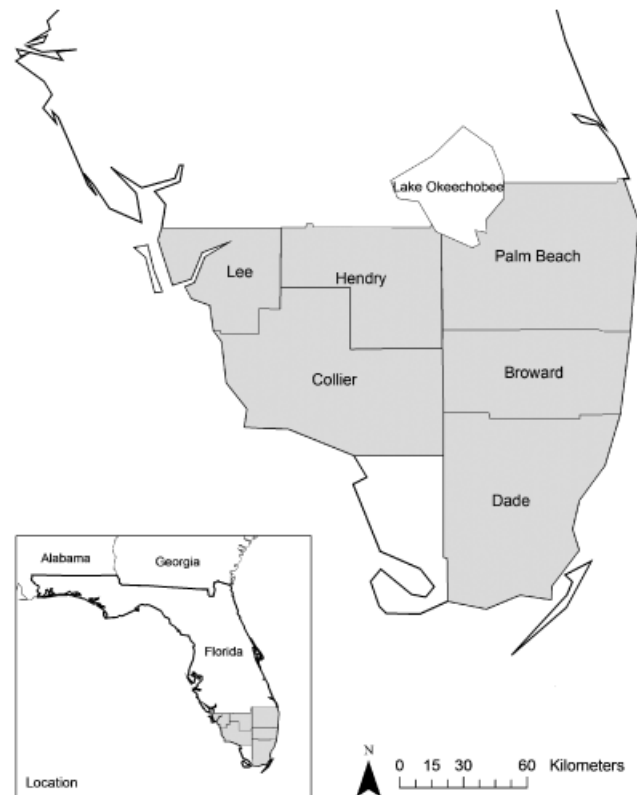 Lake Okeechobee
Palm Beach
Lee
Hendry
Collier
Broward
Dade
Alabama
Georgia
Florida
Location
N
0 15 30 60 Kilometers